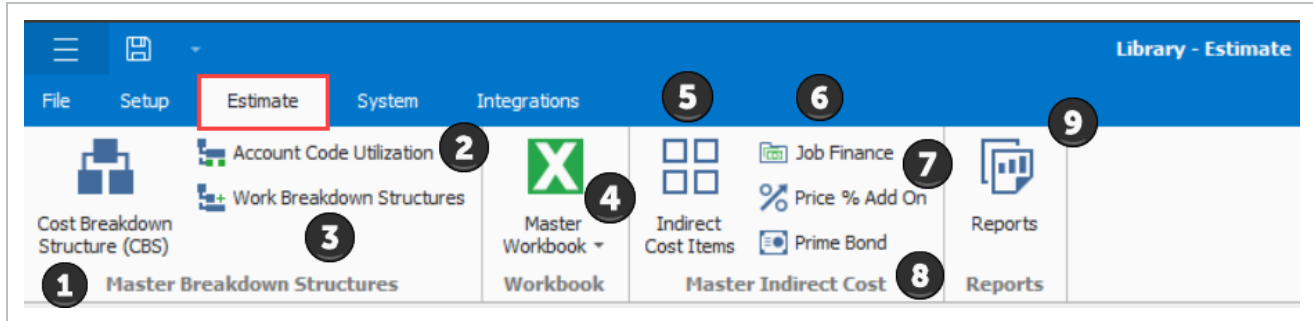 Library - Estimate
File Setup Estimate System Integrations
5 6 9
Account Code Utilization 2
Job Finance 7
Work Breakdown Structures
4
Price % Add On
Cost Breakdown
Structure (CBS)
3
Master
Workbook
Indirect
Cost Items
Prime Bond
Reports
1 Master Breakdown Structures
Workbook
Master Indirect Cost 8
Reports